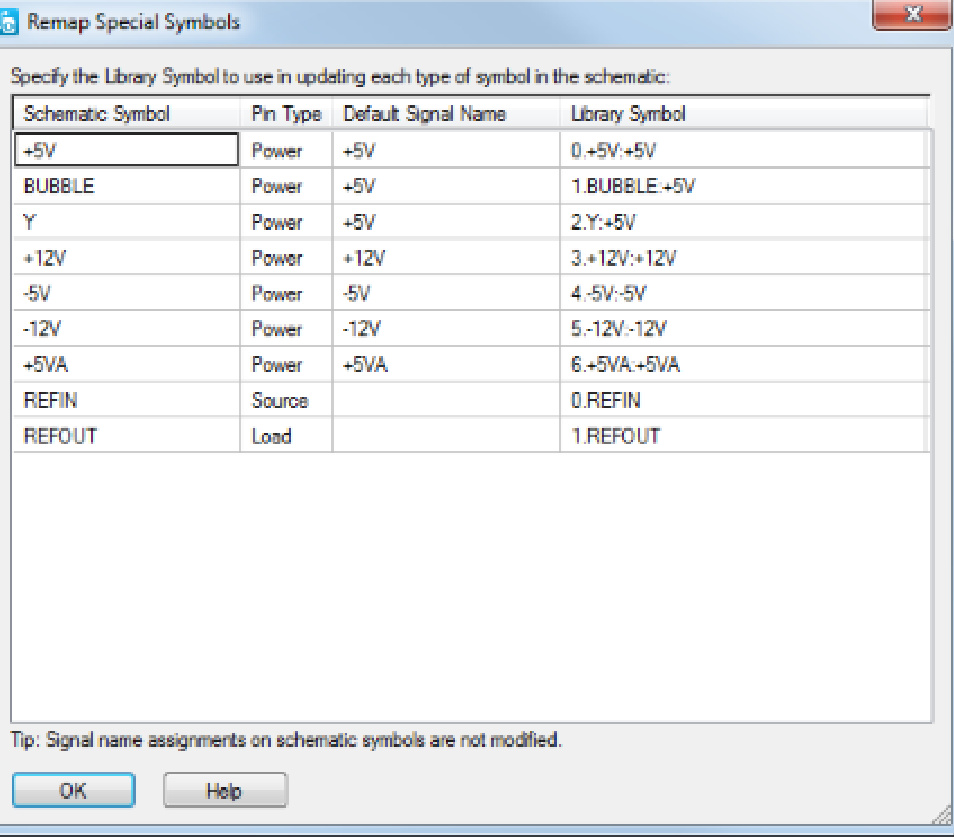 Remap Special Symbols
Specify the Library Symbol to use in updating each type of symbol in the schematic:
Schematic Symbol Pin Type Default Signal Name Library Symbol
+5V Power +5V 0.+5V:+5V
BUBBLE Power +5V 1.BUBBLE:+5V
Y Power +5V 2.Y:+5V
+12V Power +12V 3.+12V:+12V
-5V Power -5V 4.-5V:-5V
-12V Power -12V 5.-12V:-12V
+5VA Power +5VA 6.+5VA:+5VA
REFIN Source 0.REFIN
REFOUT Load 1.REFOUT
Tip: Signal name assignments on schematic symbols are not modified.
OK Help